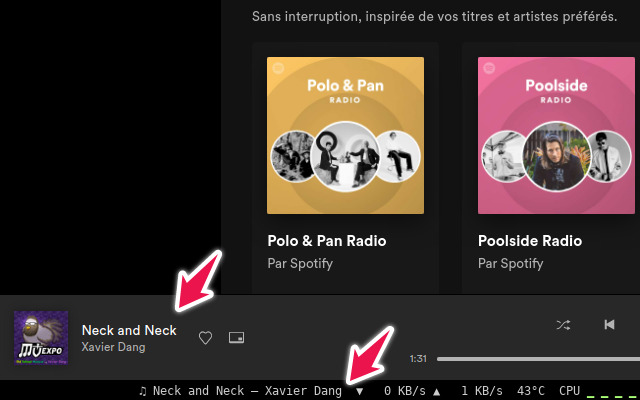 Sans interruption, inspirée de vos titres et artistes préférés.
Polo & Pan
RADIO
Poolside
RADIO
Polo & Pan Radio
Par Spotify
Poolside Radio
Par Spotify
MVEXPO
Neck and Neck
Xavier Dang
1:31
♫ Neck and Neck – Xavier Dang ▼ 0 KB/s ▲ 1 KB/s 43°C CPU